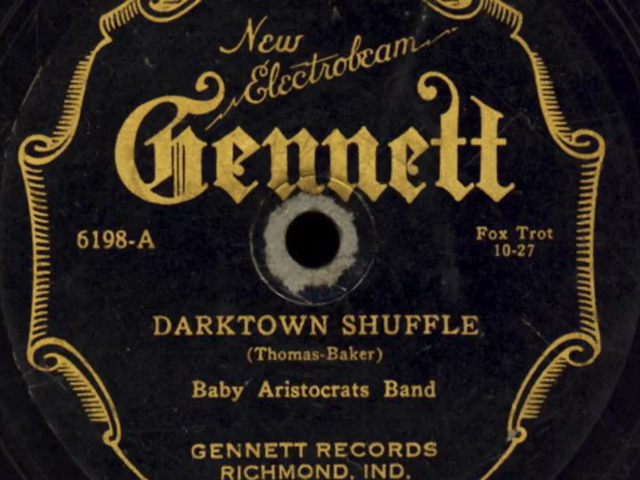 New
Electrobeam
Gennett
6198-A
Fox Trot
10-27
DARKTOWN SHUFFLE
(Thomas-Baker)
Baby Aristocrats Band
GENNETT RECORDS
RICHMOND, IND.